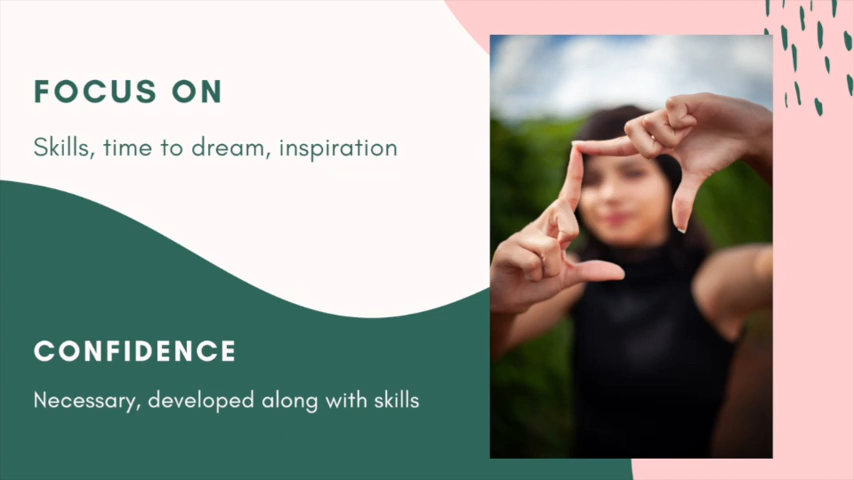 FOCUS ON
Skills, time to dream, inspiration
CONFIDENCE
Necessary, developed along with skills